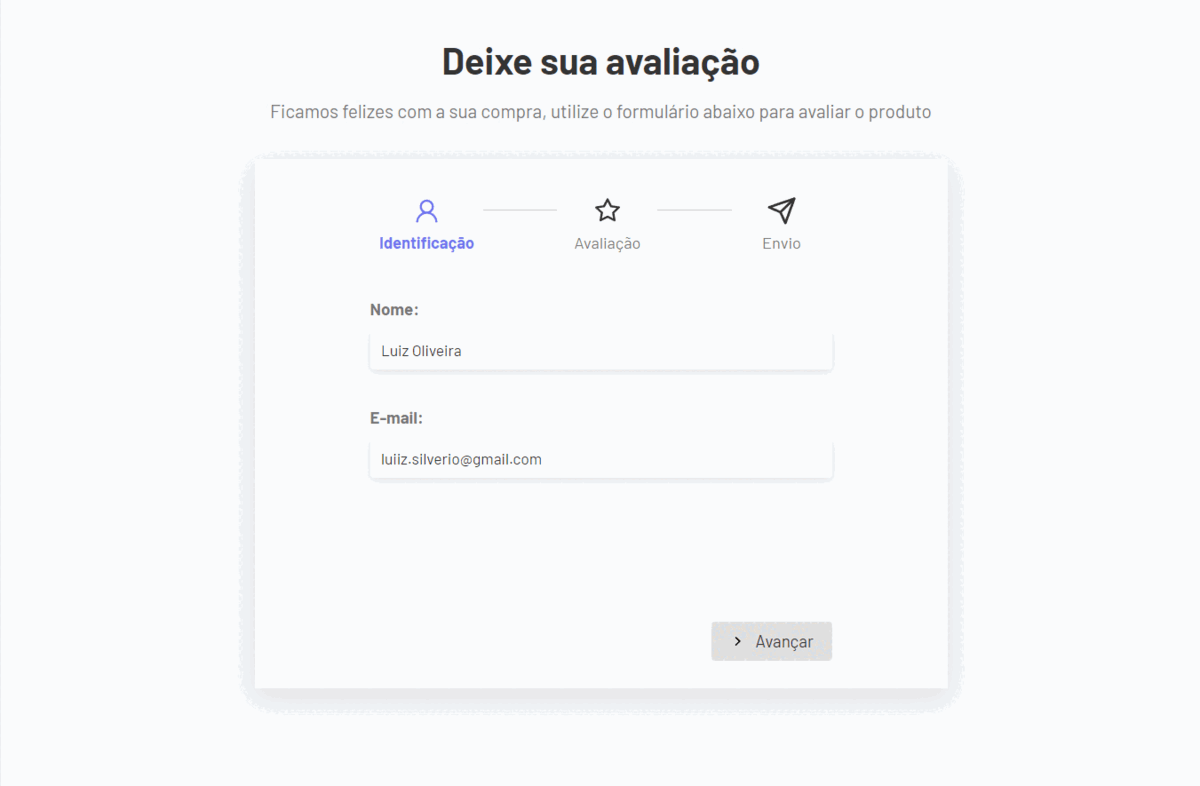 Deixe sua avaliação
Ficamos felizes com a sua compra, utilize o formulário abaixo para avaliar o produto
Identificação
Avaliação
Envio
Nome:
Luiz Oliveira
E-mail:
luiiz.silverio@gmail.com
Avançar